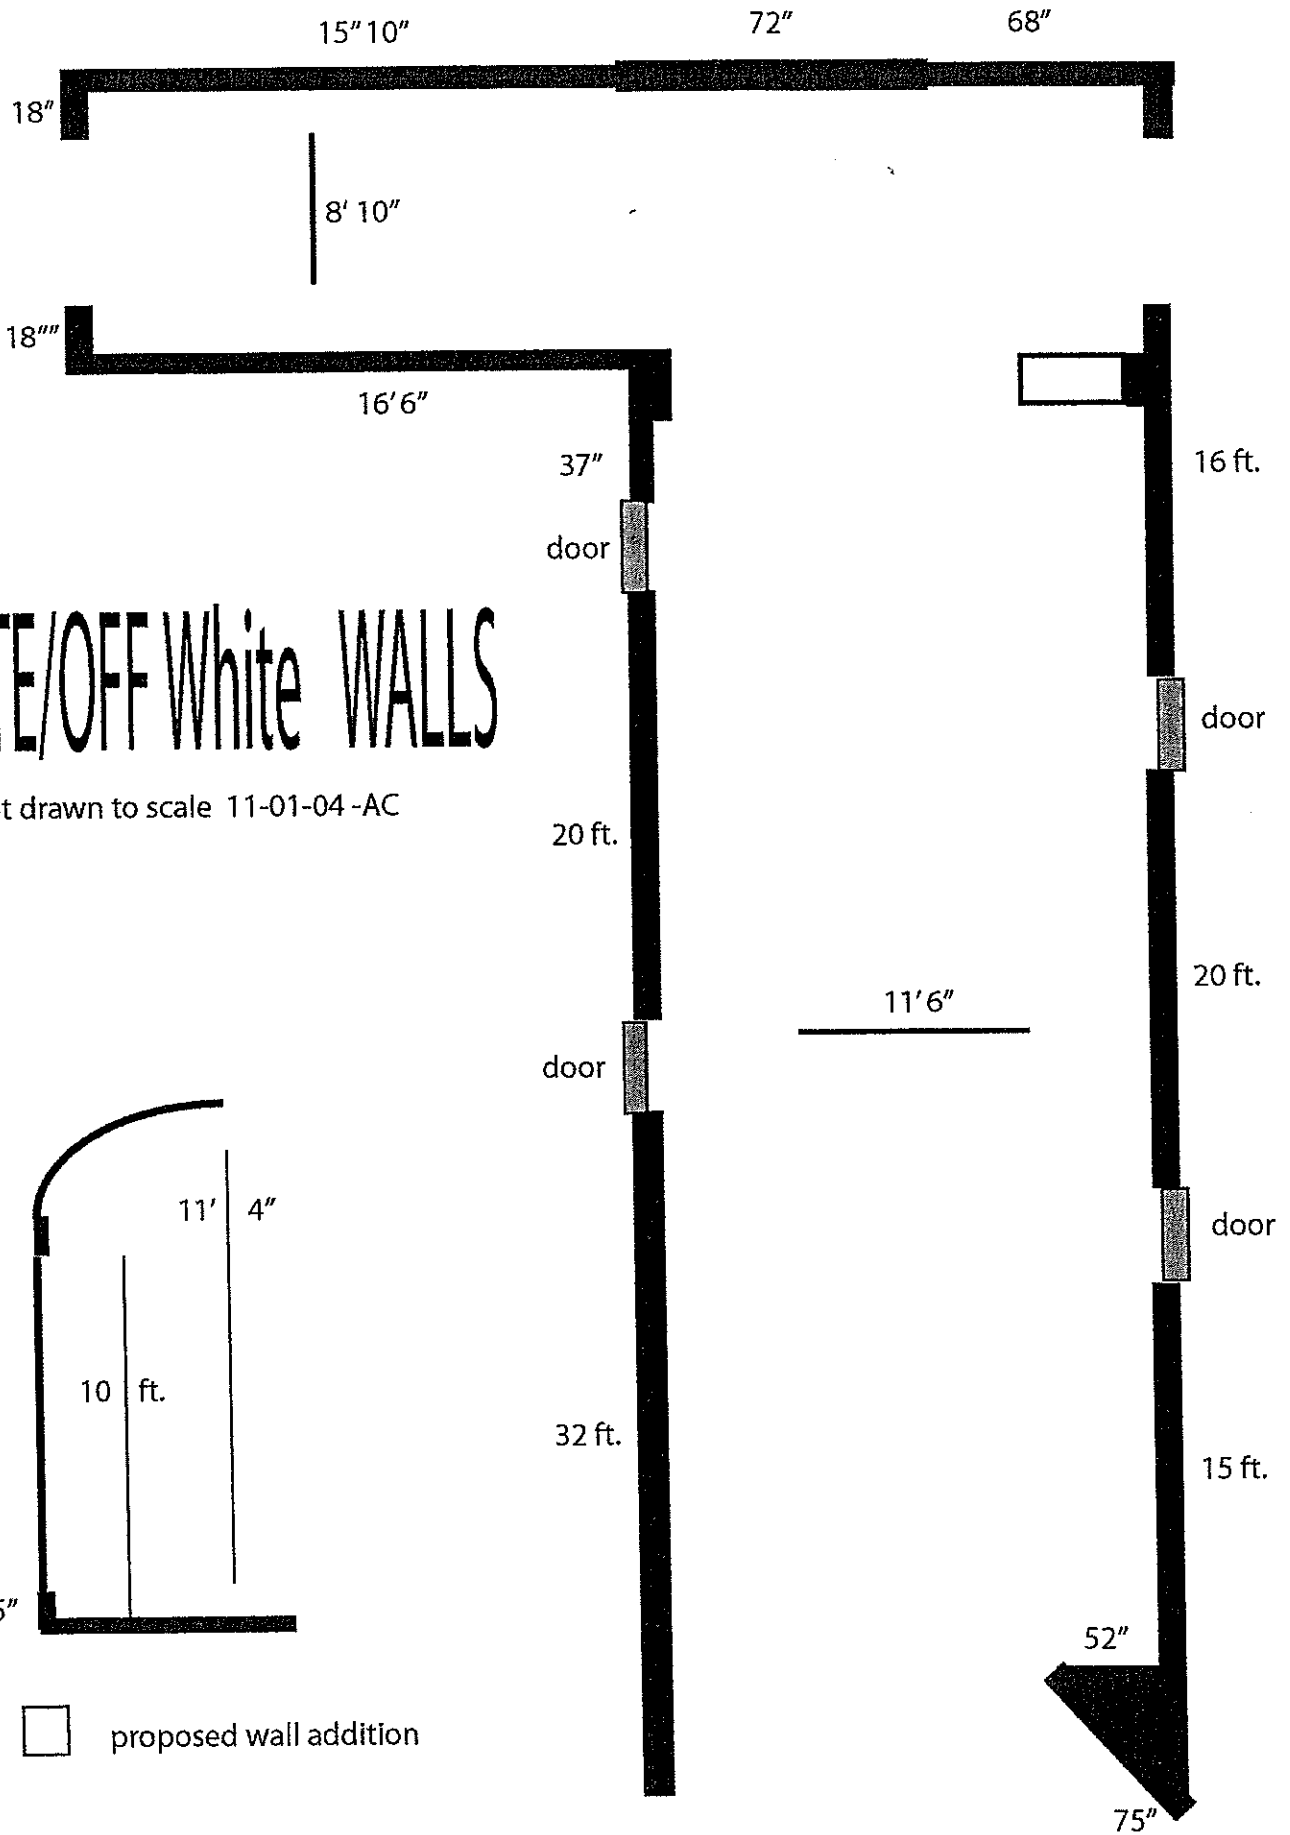 15″10″
72″
68″
18″
8′ 10″
18″″
16′6″
37″
16 ft.
door
TE/OFF White WALLS
door
t drawn to scale 11-01-04 -AC
20 ft.
20 ft.
11′6″
door
11′ 4″
door
10 ft.
32 ft.
15 ft.
5″
52″
proposed wall addition
75″